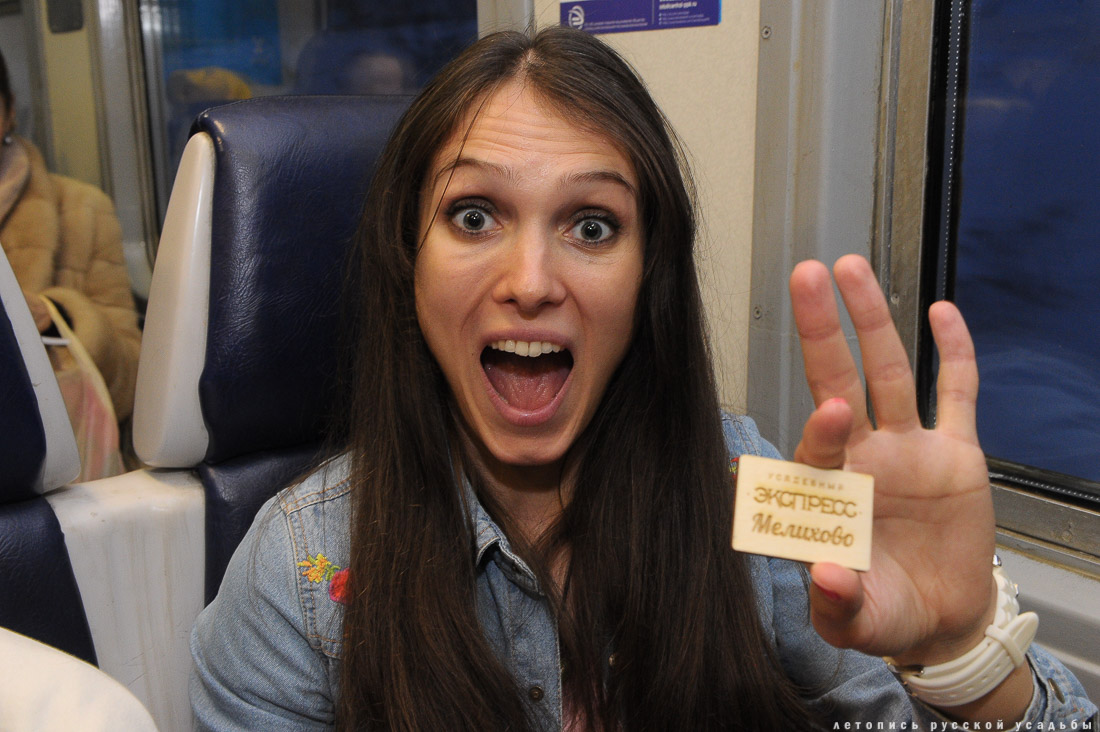 УСАДЕБНЫЙ
ЭКСПРЕСС
Мелихово
летопись русской усадьбы